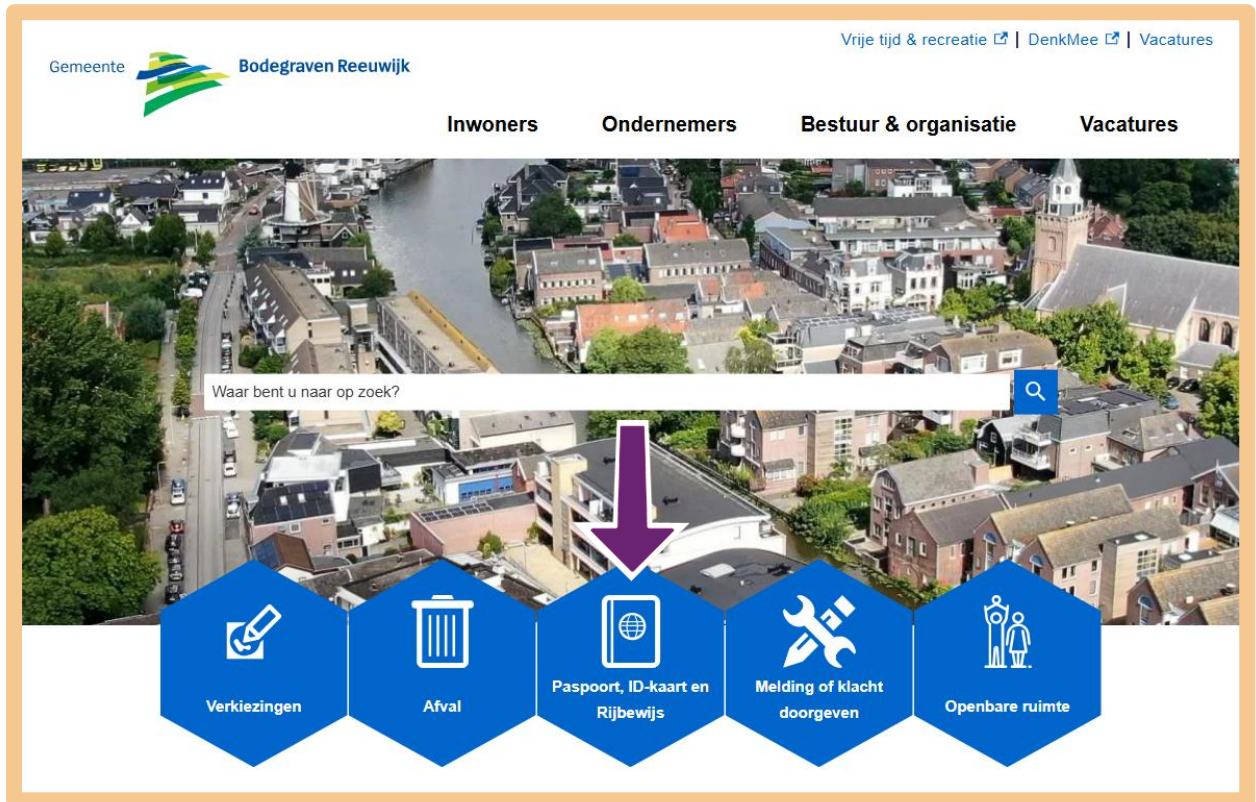 Vrije tijd & recreatie | DenkMee | Vacatures
Gemeente Bodegraven Reeuwijk
Inwoners Ondernemers Bestuur & organisatie Vacatures
Waar bent u naar op zoek?
Verkiezingen
Afval
Paspoort, ID-kaart en
Rijbewijs
Melding of klacht
doorgeven
Openbare ruimte